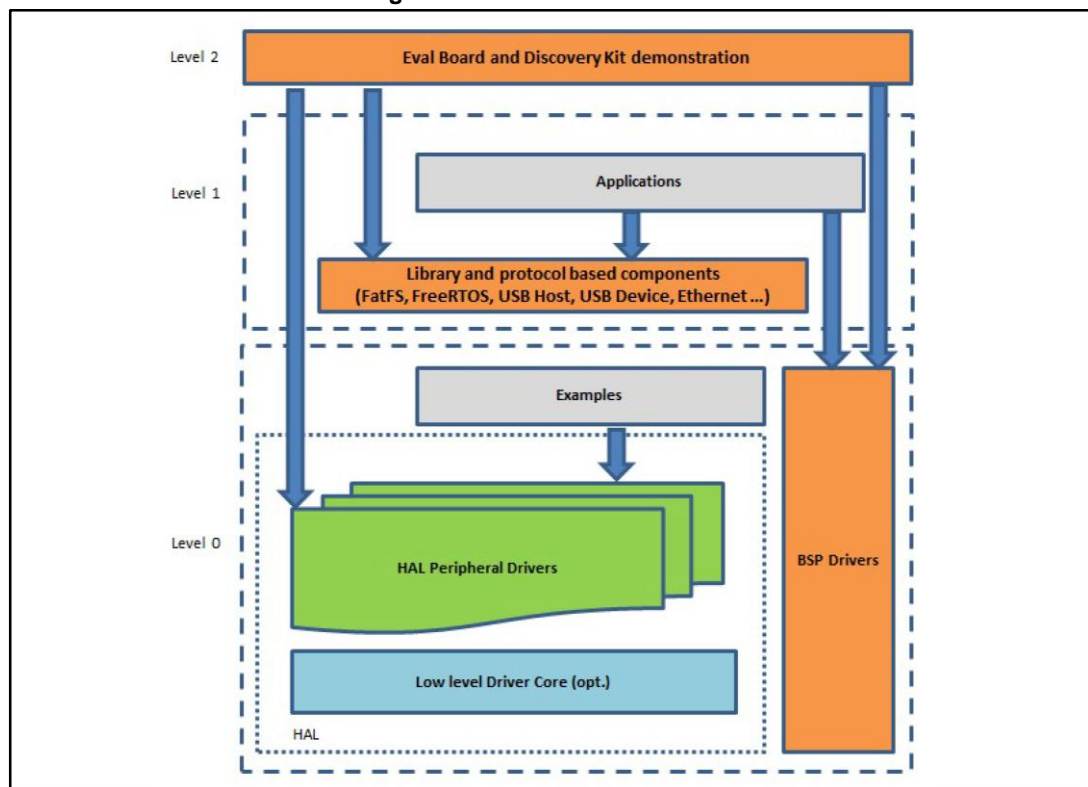 Level 2
Eval Board and Discovery Kit demonstration
Level 1
Applications
Library and protocol based components
(FatFS, FreeRTOS, USB Host, USB Device, Ethernet ...)
Examples
Level 0
HAL Peripheral Drivers
BSP Drivers
Low level Driver Core (opt.)
HAL